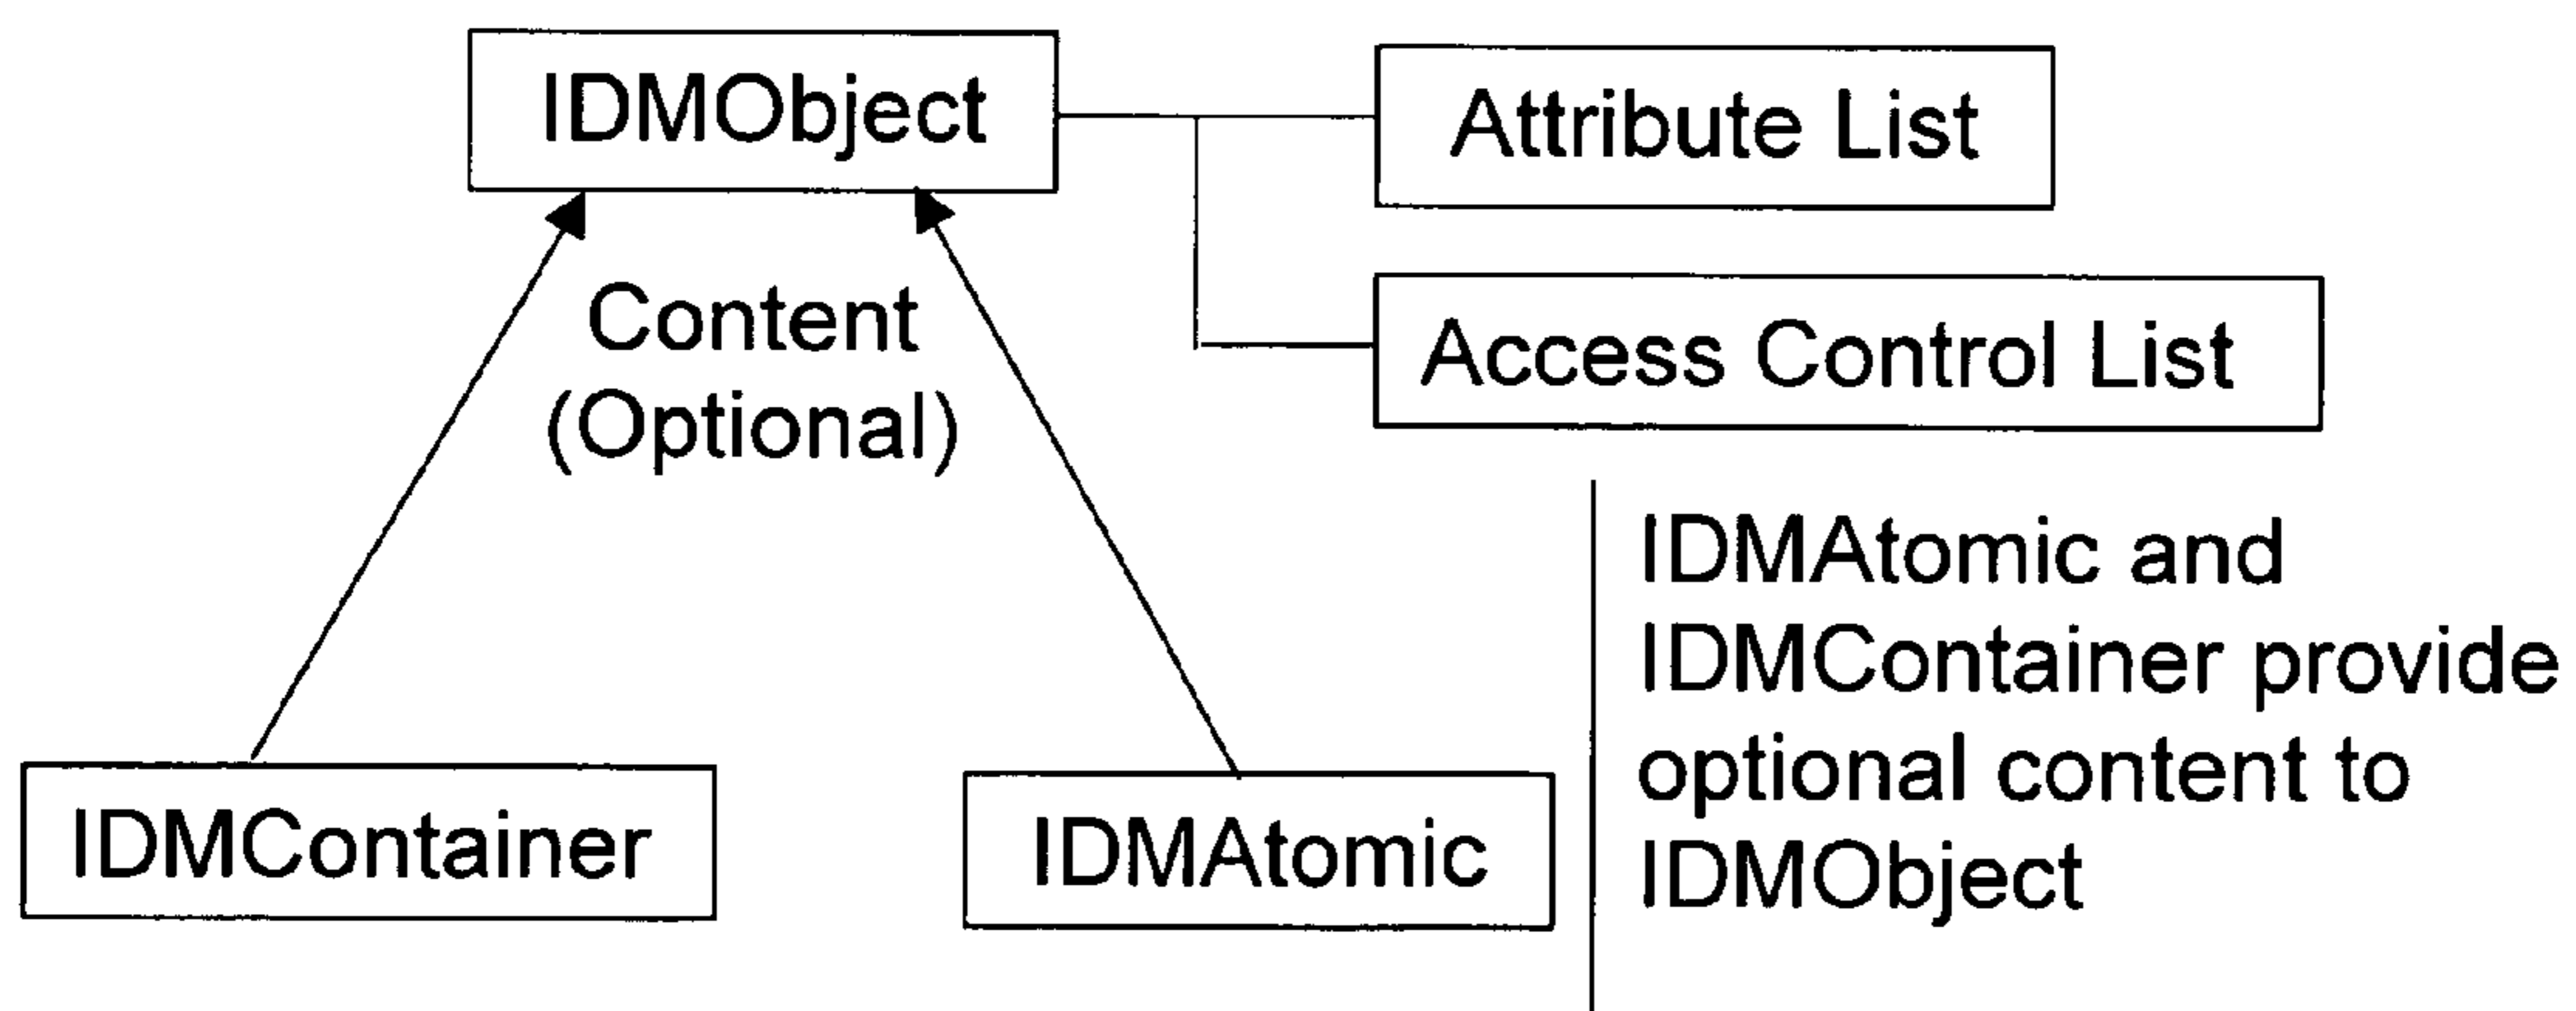 IDMObject
Attribute List
Content
(Optional)
Access Control List
IDMAtomic and
IDMContainer provide
optional content to
IDMObject
IDMContainer
IDMAtomic